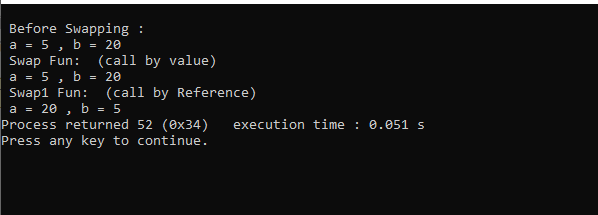 Before Swapping :
a = 5 , b = 20
Swap Fun:  (call by value)
a = 5 , b = 20
Swap1 Fun:  (call by Reference)
a = 20 , b = 5
Process returned 52 (0x34)   execution time : 0.051 s
Press any key to continue.